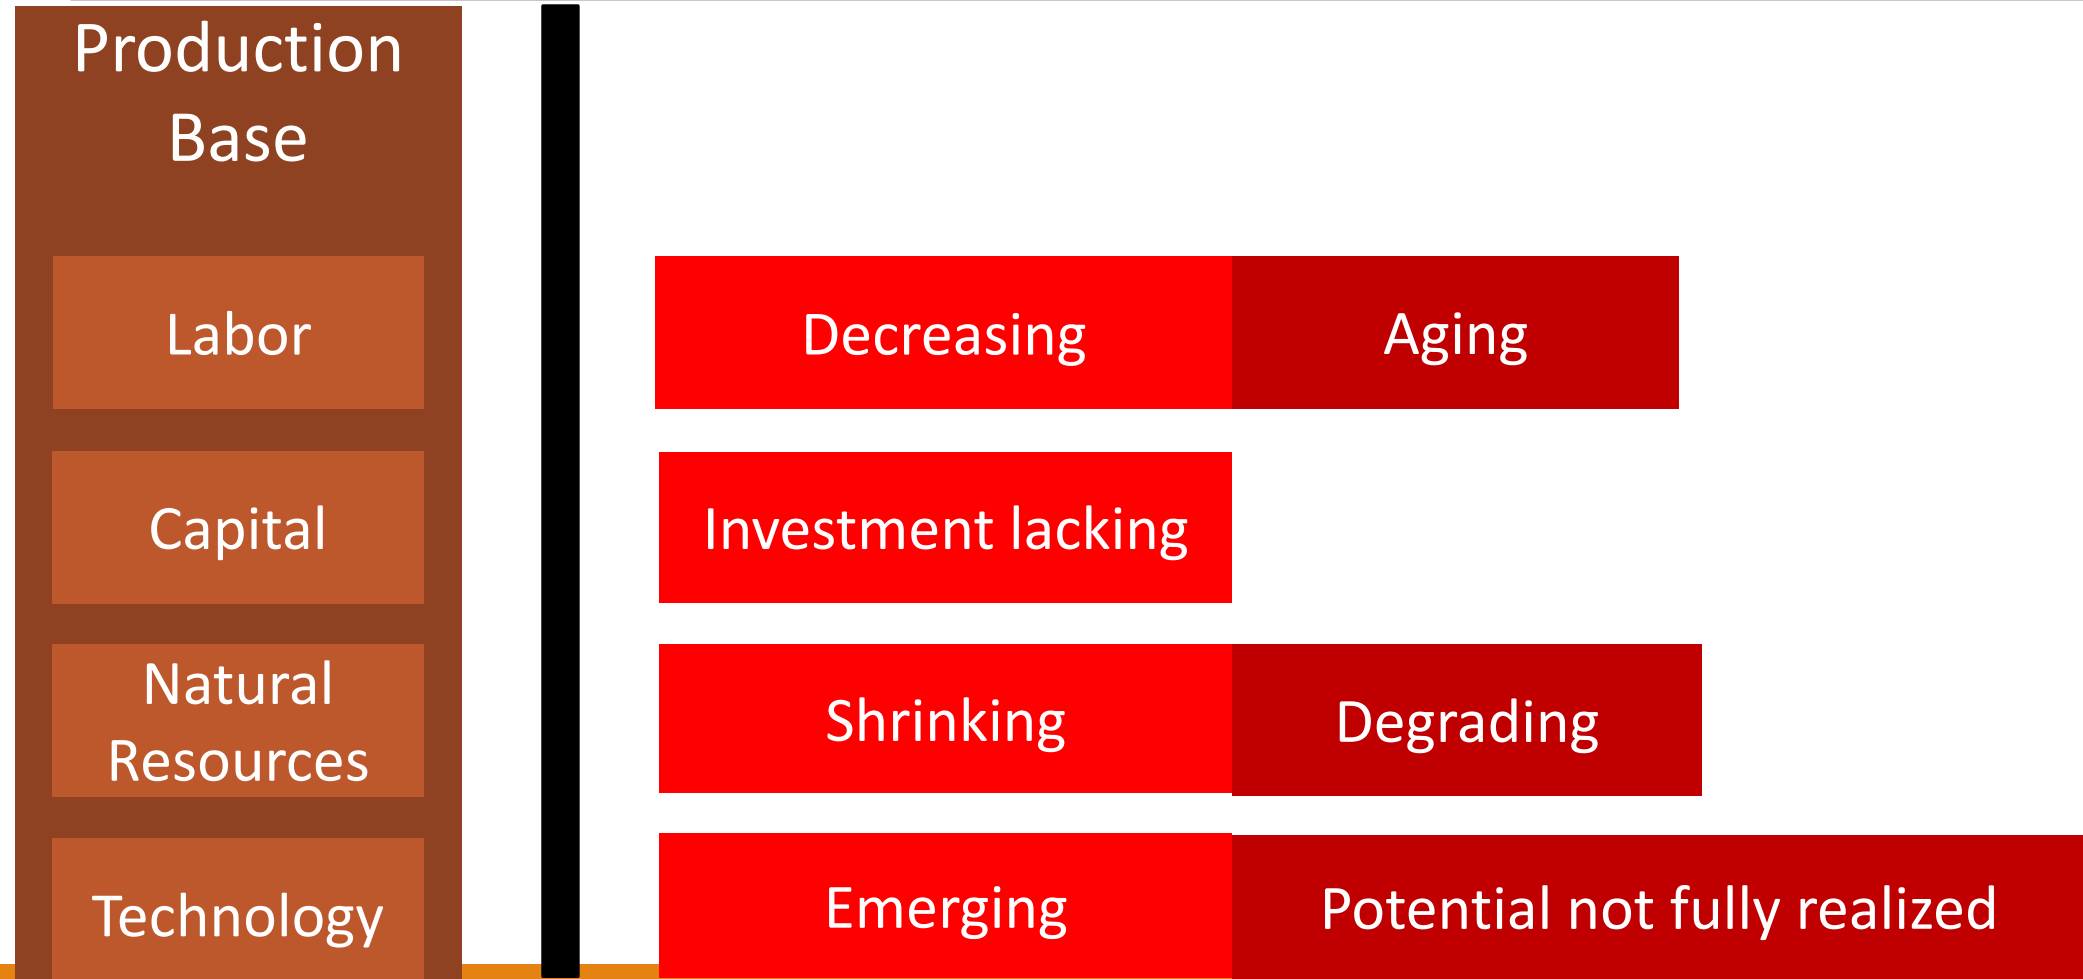 Production
Base
Labor
Decreasing
Aging
Capital
Investment lacking
Natural
Resources
Shrinking
Degrading
Technology
Emerging
Potential not fully realized